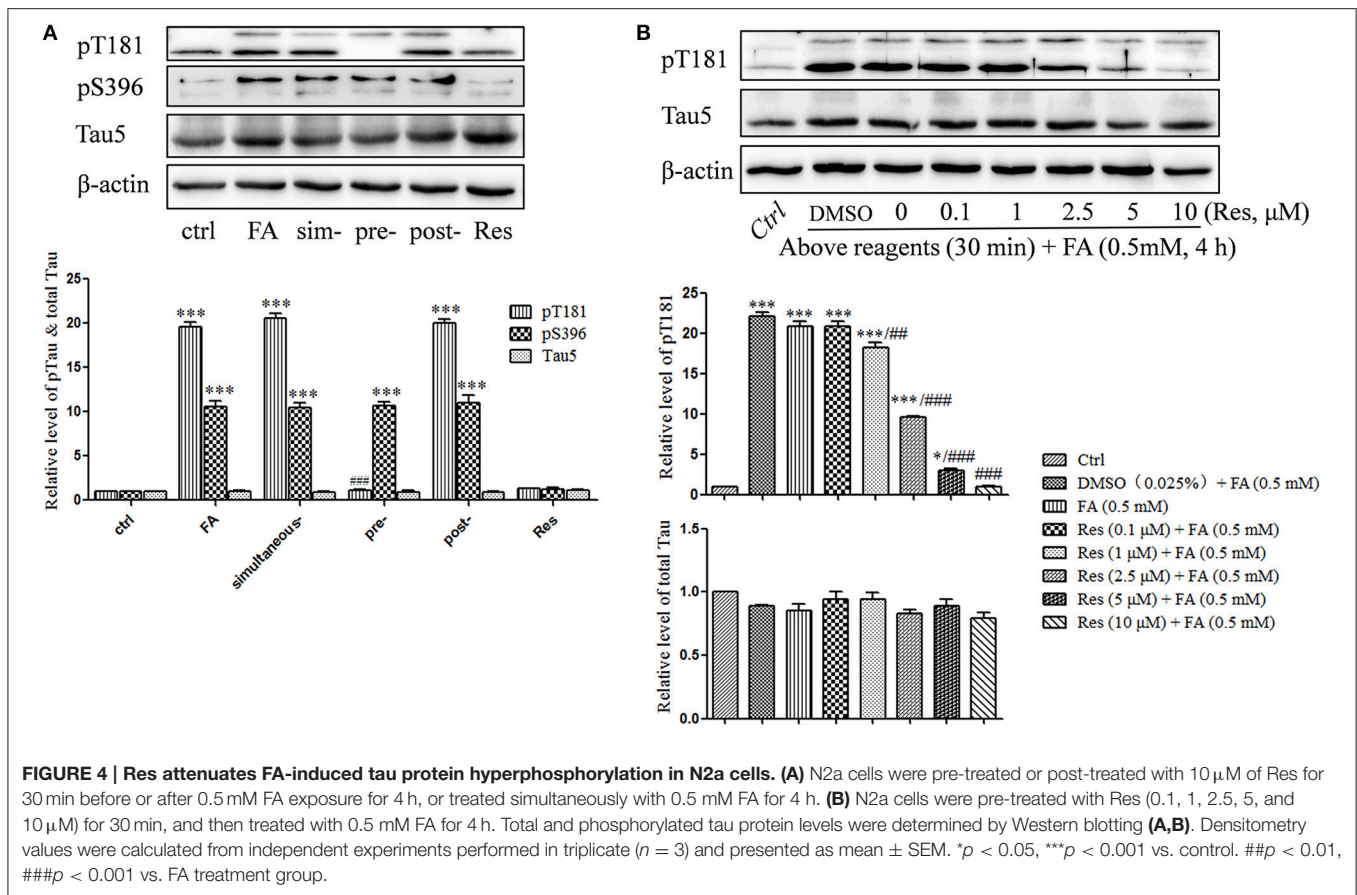 A
pT181
pS396
Tau5
β-actin
ctrl FA sim- pre- post- Res
Relative level of pTau & total Tau
25
20
15
10
5
0
*** *** *** *** *** ### *** ***
pT181
pS396
Tau5
ctrl FA simultaneous- pre- post- Res
B
pT181
Tau5
β-actin
Ctrl DMSO 0 0.1 1 2.5 5 10 (Res, μM)
Above reagents (30 min) + FA (0.5mM, 4 h)
Relative level of pT181
25
20
15
10
5
0
*** *** *** ***/## ***/### */### ###
Relative level of total Tau
1.5
1.0
0.5
0.0
Ctrl
DMSO（0.025%）+ FA (0.5 mM)
FA (0.5 mM)
Res (0.1 μM) + FA (0.5 mM)
Res (1 μM) + FA (0.5 mM)
Res (2.5 μM) + FA (0.5 mM)
Res (5 μM) + FA (0.5 mM)
Res (10 μM) + FA (0.5 mM)
FIGURE 4 | Res attenuates FA-induced tau protein hyperphosphorylation in N2a cells. (A) N2a cells were pre-treated or post-treated with 10 μM of Res for
30 min before or after 0.5 mM FA exposure for 4 h, or treated simultaneously with 0.5 mM FA for 4 h. (B) N2a cells were pre-treated with Res (0.1, 1, 2.5, 5, and
10 μM) for 30 min, and then treated with 0.5 mM FA for 4 h. Total and phosphorylated tau protein levels were determined by Western blotting (A,B). Densitometry
values were calculated from independent experiments performed in triplicate (n = 3) and presented as mean ± SEM. *p < 0.05, ***p < 0.001 vs. control. ##p < 0.01,
###p < 0.001 vs. FA treatment group.